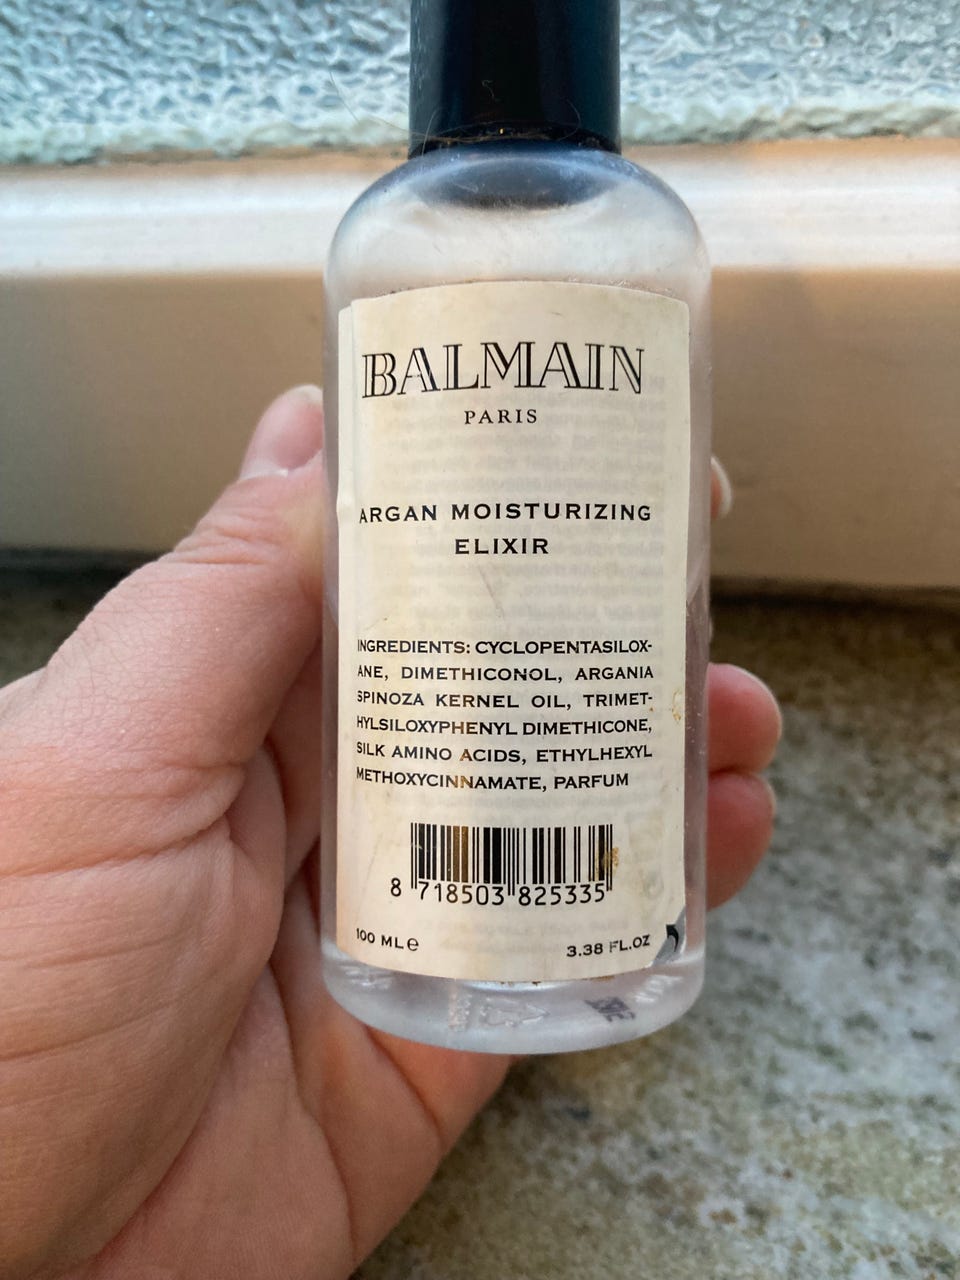 BALMAIN
PARIS
ARGAN MOISTURIZING
ELIXIR
INGREDIENTS: CYCLOPENTASILOX-
ANE, DIMETHICONOL, ARGANIA
SPINOZA KERNEL OIL, TRIMET-
HYLSILOXYPHENYL DIMETHICONE,
SILK AMINO ACIDS, ETHYLHEXYL
METHOXYCINNAMATE, PARFUM
8 718503 825335
100 ML e
3.38 FL.OZ